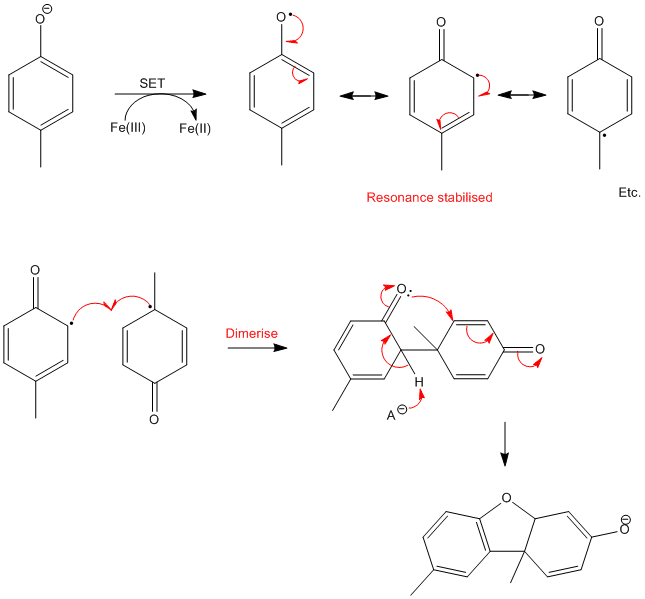 O⊖
SET
Fe(III) Fe(II)
O•
O
O
Resonance stabilised
Etc.
O
O
Dimerise
O:
O
H
A⊖
O
O⊖